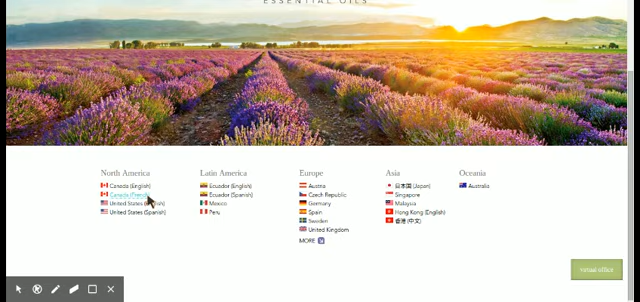 ESSENTIAL OILS
North America
Canada (English)
Canada (French)
United States (English)
United States (Spanish)
Latin America
Ecuador (English)
Ecuador (Spanish)
Mexico
Peru
Europe
Austria
Czech Republic
Germany
Spain
Sweden
United Kingdom
MORE
Asia
日本国 (Japan)
Singapore
Malaysia
Hong Kong (English)
香港 (中文)
Oceania
Australia
virtual office